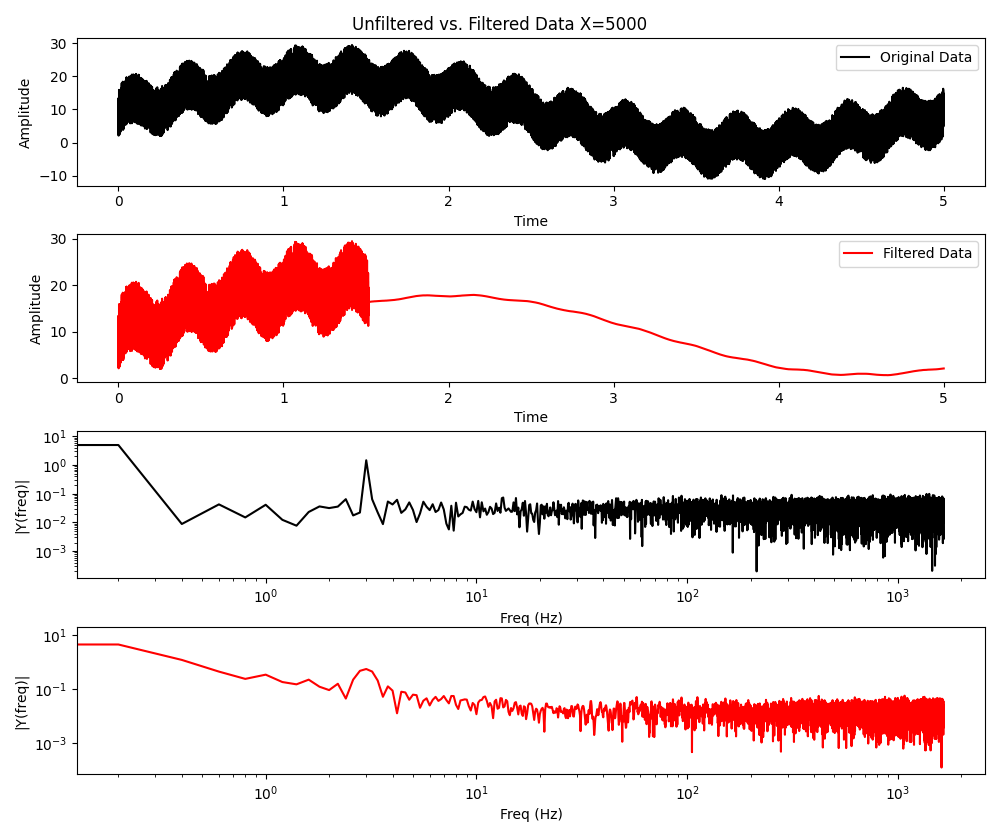 Unfiltered vs. Filtered Data X=5000
Amplitude
30
20
10
0
−10
Original Data
0 1 2 3 4 5
Time
Amplitude
30
20
10
0
Filtered Data
0 1 2 3 4 5
Time
|Y(freq)|
10¹
10⁰
10⁻¹
10⁻²
10⁻³
10⁰ 10¹ 10² 10³
Freq (Hz)
|Y(freq)|
10¹
10⁻¹
10⁻³
10⁰ 10¹ 10² 10³
Freq (Hz)